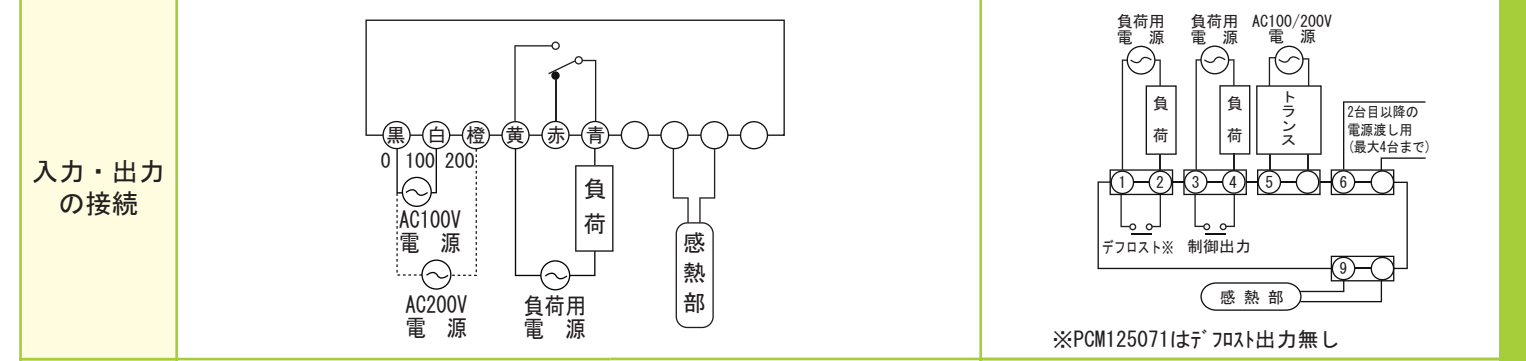 入力・出力
の接続
黒 白 橙 黄 赤 青
0 100 200
AC100V
電 源
AC200V
電 源
負荷
負荷用
電 源
感熱部
負荷用
電 源
負荷用
電 源
AC100/200V
電 源
負荷
負荷
トランス
2台目以降の
電源渡し用
(最大4台まで)
1 2 3 4 5 6
デフロスト※
制御出力
9
感 熱 部
※PCM125071はデフロスト出力無し